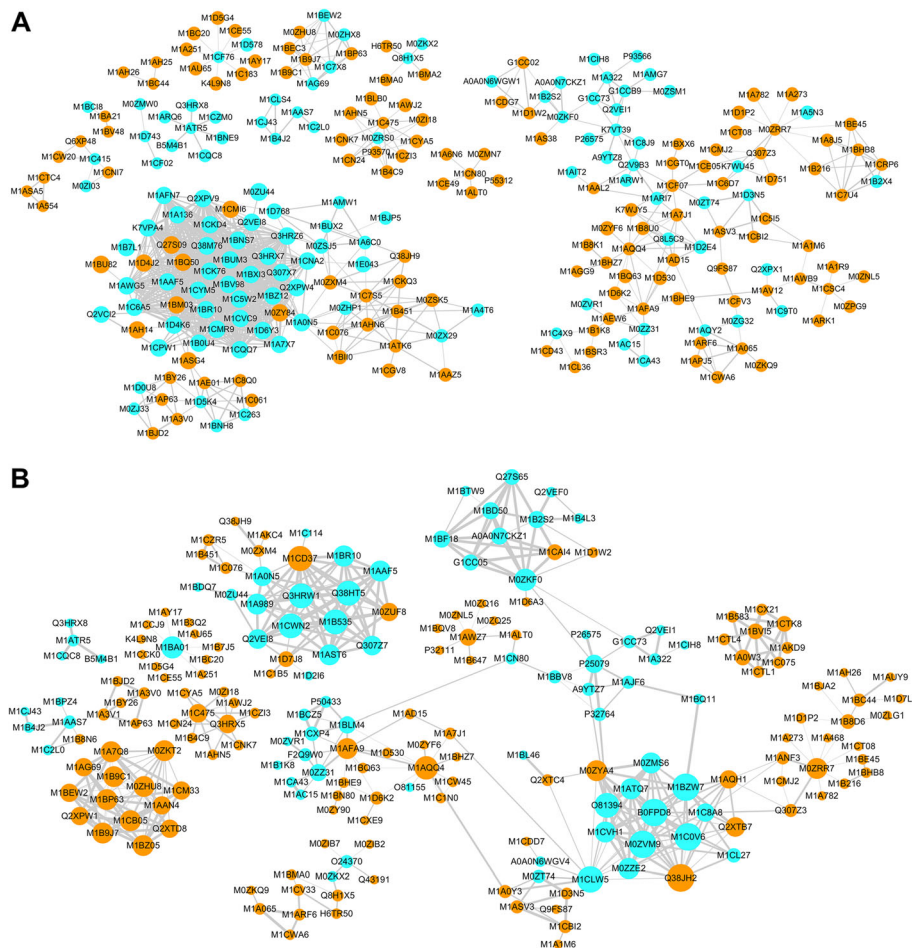 A
M1D5G4
M1BC20
M1CE55
M1A251
M1D578
M1CF76
M1AH25
M1AH26
M1AU65
M1AY17
M1BC44
K4L9N8
M1C183
M1BEW2
M0ZHU8
M0ZHX8
M1BEC3
M1B9J7
M1BP63
M1B9C1
M1C7X8
M1AG69
M0ZKX2
H6TR50
Q8H1X5
M1BMA2
M1BMA0
M1BCI8
M0ZMW0
Q3HRX8
M1BA21
M1ARQ6
M1CZM0
M1BV48
M1ATR5
Q6XP48
M1D743
M1BNE9
B5M4B1
M1CW20
M1C415
M1CQC8
M1CTC4
M1CNI7
M1CF02
M1ASA5
M0ZI03
M1A554
M1CLS4
M1AAS7
M1CJ43
M1C2L0
M1B4J2
M1BLB0
M1AHN5
M1AWJ2
M1C475
M0ZI18
M0ZRS0
M1CYA5
M1CNK7
P93570
M1CZI3
M1CN24
M1B4C9
M1A6N6
M0ZMN7
M1CN80
P55312
M1CE49
M1ALT0
M1AFN7
Q2XPV9
M0ZU44
M1CMI6
M1A136
M1D768
M1AMW1
K7VPA4
M1CKD4
Q2VEI8
M1BUX2
M1BJP5
M1B7L1
Q27S09
Q38M76
M1BNS7
Q3HRZ6
M0ZSJ5
M1A6C0
M1BU82
M1D4J2
M1BQ50
M1BUM3
Q3HRX7
M1CNA2
M1E043
Q38JH9
M1AWG5
M1AAF5
M1CK76
M1BXI3
Q307X7
M0ZXM4
M1CKQ3
M1CYM5
M1BV98
Q2XPW4
M1C6A5
M1BM03
M1C5W2
M1BZ12
M0ZHP1
M1C7S5
M0ZSK5
Q2VCI2
M1BR10
M1CVC9
M0ZY84
M1B451
M1A4T6
M1AH14
M1D4K6
M1CMR9
M1D6Y3
M1A0N5
M1C076
M1AHN6
M0ZX29
M1CPW1
M1B0U4
M1CQQ7
M1A7X7
M1BII0
M1ATK6
M1ASG4
M1CGV8
M1AAZ5
M1BY26
M1AE01
M1C8Q0
M1D0U8
M1AP63
M1C061
M0ZJ33
M1D5K4
M1A3V0
M1C263
M1BJD2
M1BNH8
G1CC02
M1CIH8
P93566
A0A0N6WGW1
A0A0N7CKZ1
M1A322
M1AMG7
M1CDG7
M1B2S2
G1CC73
G1CCB9
M0ZSM1
M1D1W2
M0ZKF0
Q2VEI1
M1AS38
P26575
K7VT39
M1A782
M1A273
M1D1P2
M1A5N3
M1CT08
M0ZRR7
M1BE45
M1C8J9
M1BXX6
M1CMJ2
M1A8J5
M1BHB8
A9YTZ8
Q2V9B3
M1CGT0
M1CE05
K7WU45
Q307Z3
M1B216
M1CRP6
M1AIT2
M1ARW1
M1CF07
M1C6D7
M1D751
M1B2X4
M1AAL2
M1ARI7
M0ZT74
M1D3N5
M1C7U4
K7WJY5
M1A7J1
M1C5I5
M0ZYF6
M1B8U0
M1ASV3
M1CBI2
M1B8K1
M1AQQ4
Q8L5C9
M1D2E4
M1A1M6
M1BHZ7
M1AD15
Q9FS87
Q2XPX1
M1A1R9
M1AGG9
M1BQ63
M1D530
M1AWB9
M0ZNL5
M1D6K2
M1BHE9
M1AV12
M1CSC4
M0ZVR1
M1AFA9
M1CFV3
M1C9T0
M0ZPG9
M1AEW6
M0ZG32
M1ARK1
M1C4X9
M1B1K8
M0ZZ31
M1AQY2
M1CD43
M1BSR3
M1AC15
M1ARF6
M1A065
M1CL36
M1CA43
M1APJ5
M0ZKQ9
M1CWA6
B
Q27S65
M1BTW9
Q2VEF0
M1BD50
M1B2S2
M1B4L3
M1BF18
A0A0N7CKZ1
M1CAI4
M1D1W2
G1CC05
M0ZKF0
M1D6A3
Q38JH9
M1C114
M1AKC4
M1CZR5
M0ZXM4
M1CD37
M1BR10
M1B451
M1C076
M1A0N5
M1AAF5
M1BDQ7
M0ZU44
M1A989
Q3HRW1
Q38HT5
M0ZUF8
M1CWN2
M1B535
Q2VEI8
M1AST6
Q307Z7
M1D7J8
M1C1B5
M1D2I6
M1AY17
Q3HRX8
M1CCJ9
M1B3Q2
M1AU65
M1ATR5
K4L9N8
M1B7J5
M1BA01
M1CQC8
B5M4B1
M1CCK0
M1BC20
M1D5G4
M1A251
M1BJD2
M1CE55
M1BPZ4
M1A3V0
M1CYA5
M0ZI18
M1CJ43
M1BY26
M1AWJ2
M1AAS7
M1A3V1
M1AP63
M1C475
M1CZI3
M1B4J2
M1CN24
Q3HRX5
M1B8N6
M1B4C9
M1CNK7
M1C2L0
M1AHN5
M1A7Q8
M0ZKT2
M1AG69
M1B9C1
M0ZHU8
M1CM33
M1BEW2
M1BP63
M1AAN4
Q2XPW1
M1CB05
Q2XTD8
M1B9J7
M1BZ05
M0ZQ16
M0ZNL5
M0ZQ25
M1BQV8
M1AWZ7
M1ALT0
P32111
M1B647
M1CN80
M1BBV8
P26575
G1CC73
Q2VEI1
M1CIH8
P25079
M1A322
A9YTZ7
M1AJF6
P32764
M1BQ11
P50433
M1BCZ5
M1BLM4
M1AD15
M1CXP4
M1A7J1
M0ZVR1
M1AFA9
M0ZYF6
F2Q9W0
M1D530
M1BHZ7
M1B1K8
M0ZZ31
M1BQ63
M1AQQ4
M1CA43
M1BHE9
M1CW45
M1AC15
M1BN80
M1D6K2
O81155
M1C1N0
M0ZY90
M1CXE9
M1B583
M1CX21
M1CTL4
M1BVI5
M1CTK8
M1A0W3
M1AKD9
M1C075
M1CTL1
M1AH26
M1BJA2
M1AUY9
M1BC44
M1D7L
M1D1P2
M1B8D6
M0ZLG1
M1A273
M1A468
M1CT08
M1ANF3
M0ZRR7
M1BE45
M1CMJ2
M1BHB8
M1B216
M1A782
Q307Z3
M1BL46
M0ZYA4
M0ZMS6
Q2XTC4
M1ATQ7
M1BZW7
M1AQH1
O81394
B0FPD8
M1C8A8
M1CVH1
M1C0V6
Q2XTB7
M0ZVM9
M1CL27
M0ZZE2
Q38JH2
M1CLW5
M1CDD7
A0A0N6WGV4
M0ZT74
M1A0Y3
M1D3N5
M1ASV3
Q9FS87
M1CBI2
M1A1M6
M0ZIB7
M0ZIB2
Q24370
M1BMA0
M0ZKX2
M0ZKQ9
M1CV33
Q8H1X5
Q43191
M1A065
M1ARF6
H6TR50
M1CWA6